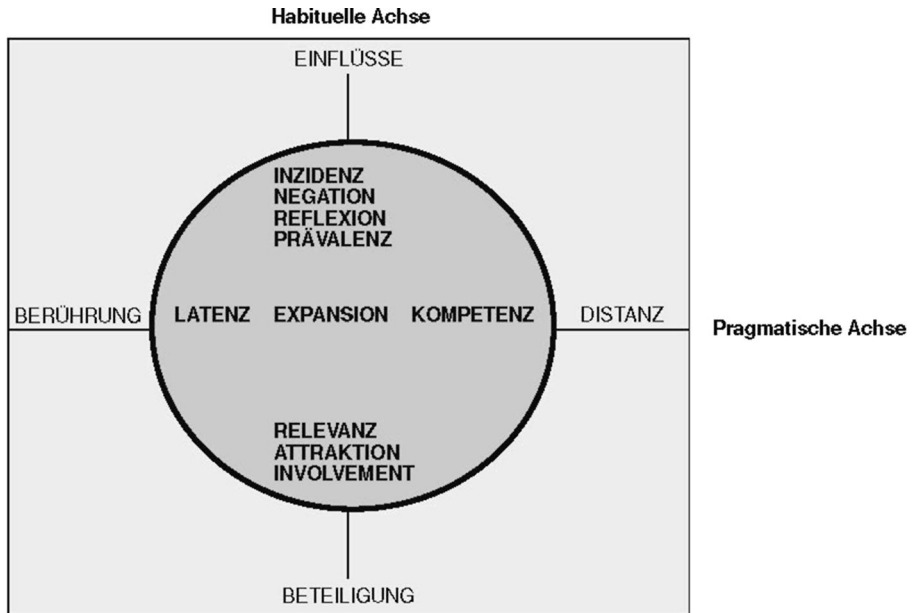 Habituelle Achse
EINFLÜSSE
INZIDENZ
NEGATION
REFLEXION
PRÄVALENZ
BERÜHRUNG LATENZ EXPANSION KOMPETENZ DISTANZ
Pragmatische Achse
RELEVANZ
ATTRAKTION
INVOLVEMENT
BETEILIGUNG